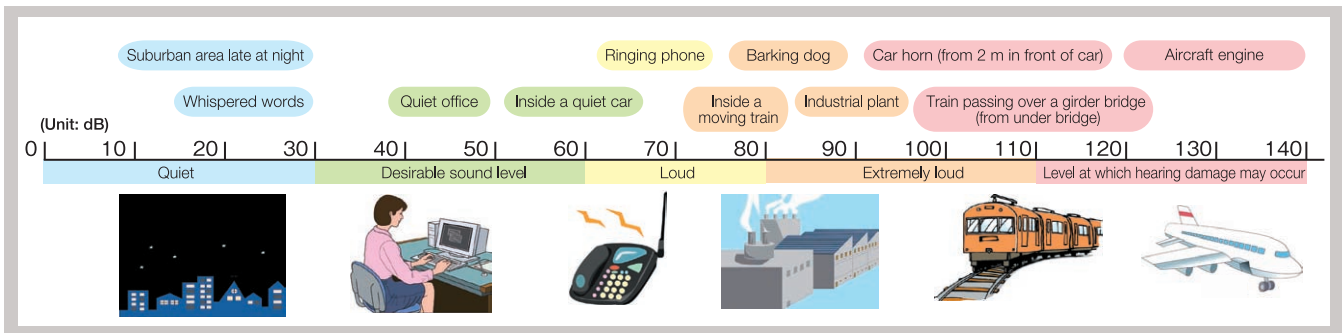 Suburban area late at night
Ringing phone
Barking dog
Car horn (from 2 m in front of car)
Aircraft engine
Whispered words
Quiet office
Inside a quiet car
Inside a
moving train
Industrial plant
Train passing over a girder bridge
(from under bridge)
(Unit: dB)
0 10 20 30 40 50 60 70 80 90 100 110 120 130 140
Quiet
Desirable sound level
Loud
Extremely loud
Level at which hearing damage may occur